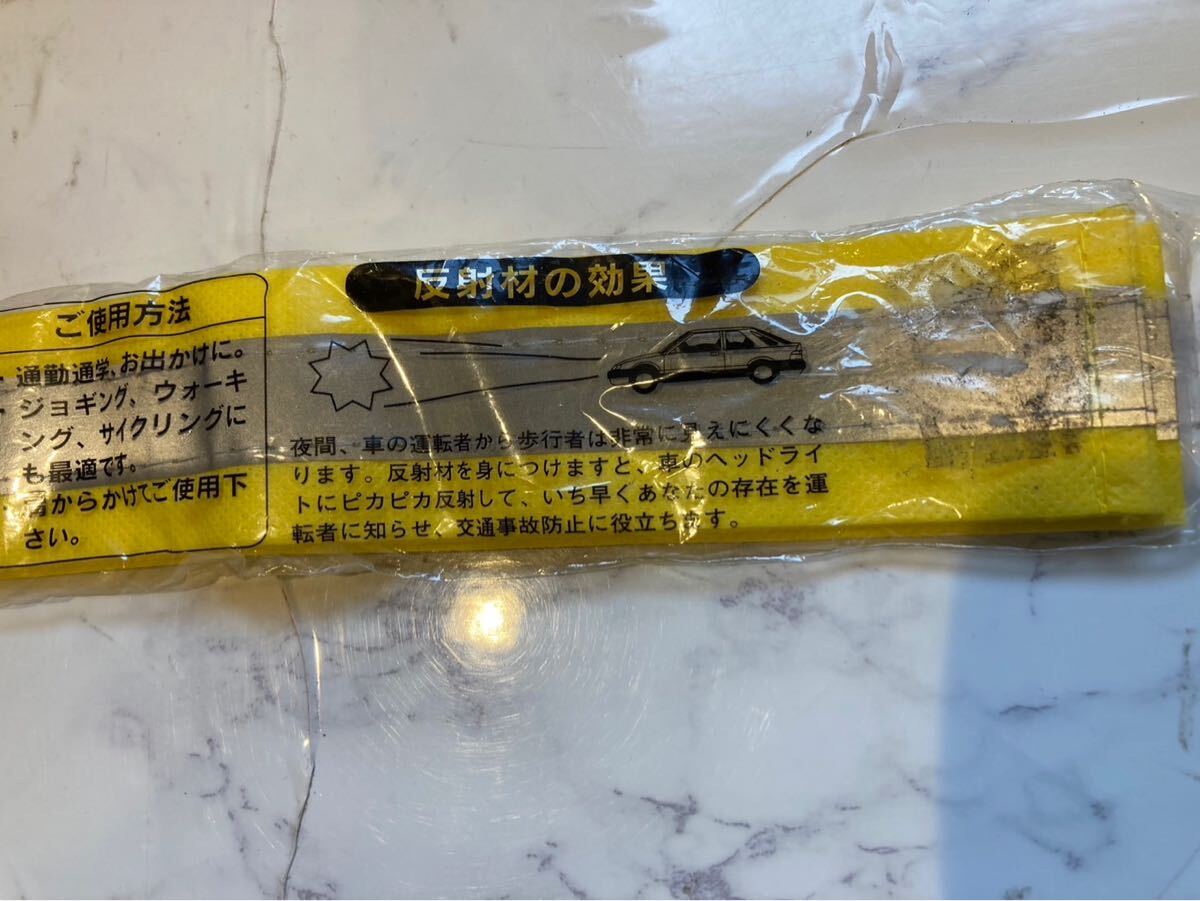 ご使用方法
・通勤通学、お出かけに。
・ジョギング、ウォーキ
ング、サイクリングに
も最適です。
・肩からかけてご使用下
さい。
反射材の効果
夜間、車の運転者から歩行者は非常に見えにくくな
ります。反射材を身につけますと、車のヘッドライ
トにピカピカ反射して、いち早くあなたの存在を運
転者に知らせ、交通事故防止に役立ちます。